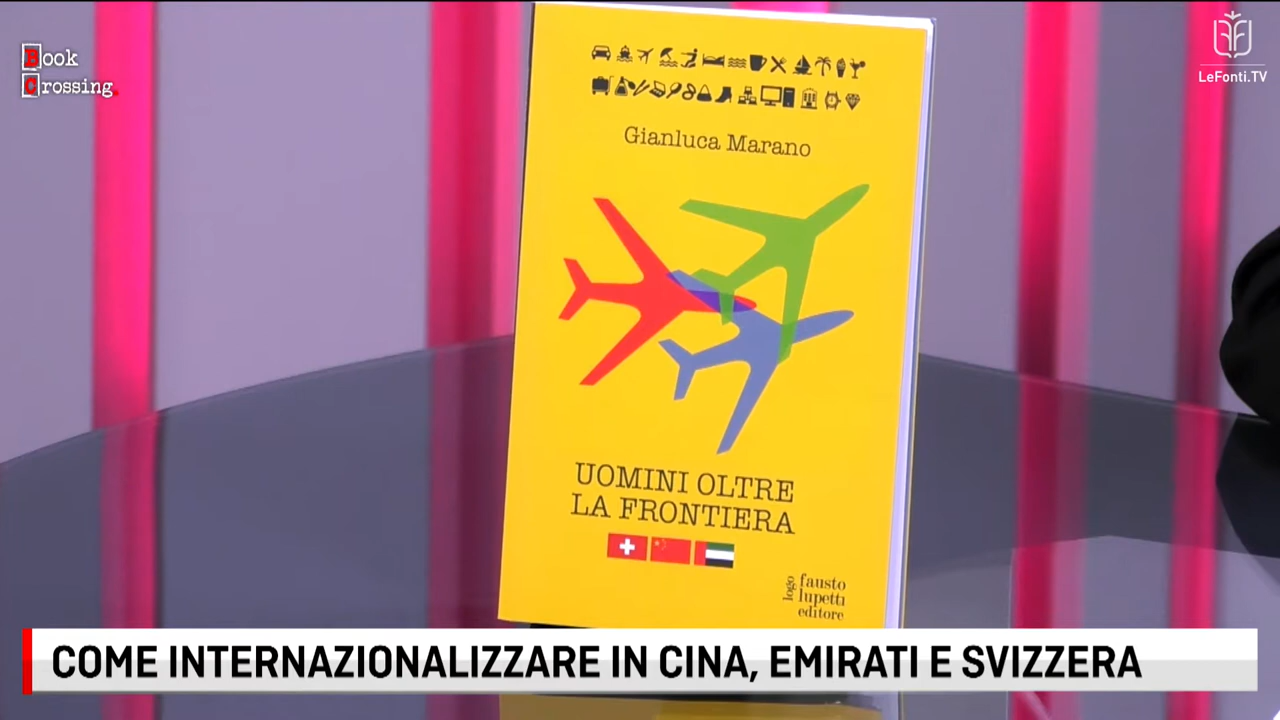 Book
Crossing.
LeFonti.TV
Gianluca Marano
UOMINI OLTRE
LA FRONTIERA
logo
fausto
lupetti
editore
COME INTERNAZIONALIZZARE IN CINA, EMIRATI E SVIZZERA